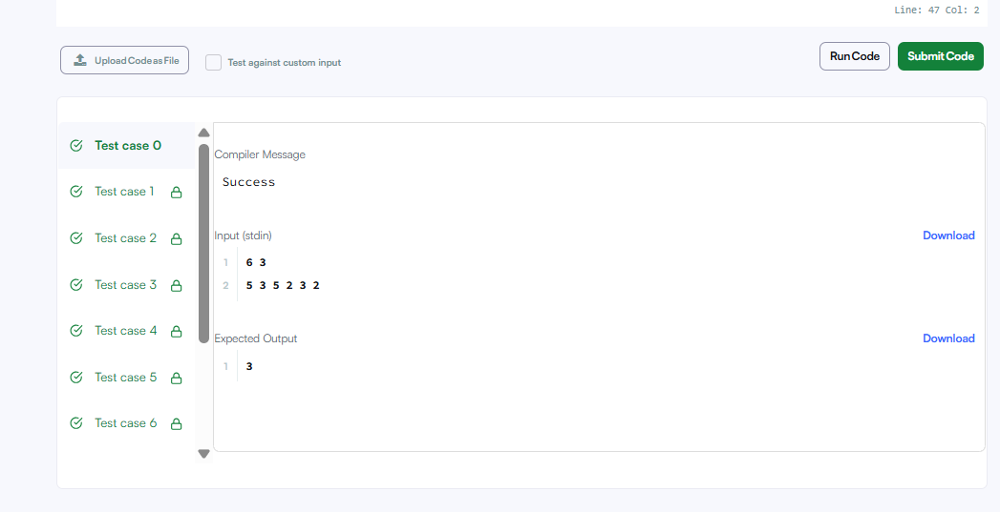 Line: 47 Col: 2
Upload Code as File
Test against custom input
Run Code
Submit Code
Test case 0
Test case 1
Test case 2
Test case 3
Test case 4
Test case 5
Test case 6
Compiler Message
Success
Input (stdin)
Download
1 6 3
2 5 3 5 2 3 2
Expected Output
Download
1 3